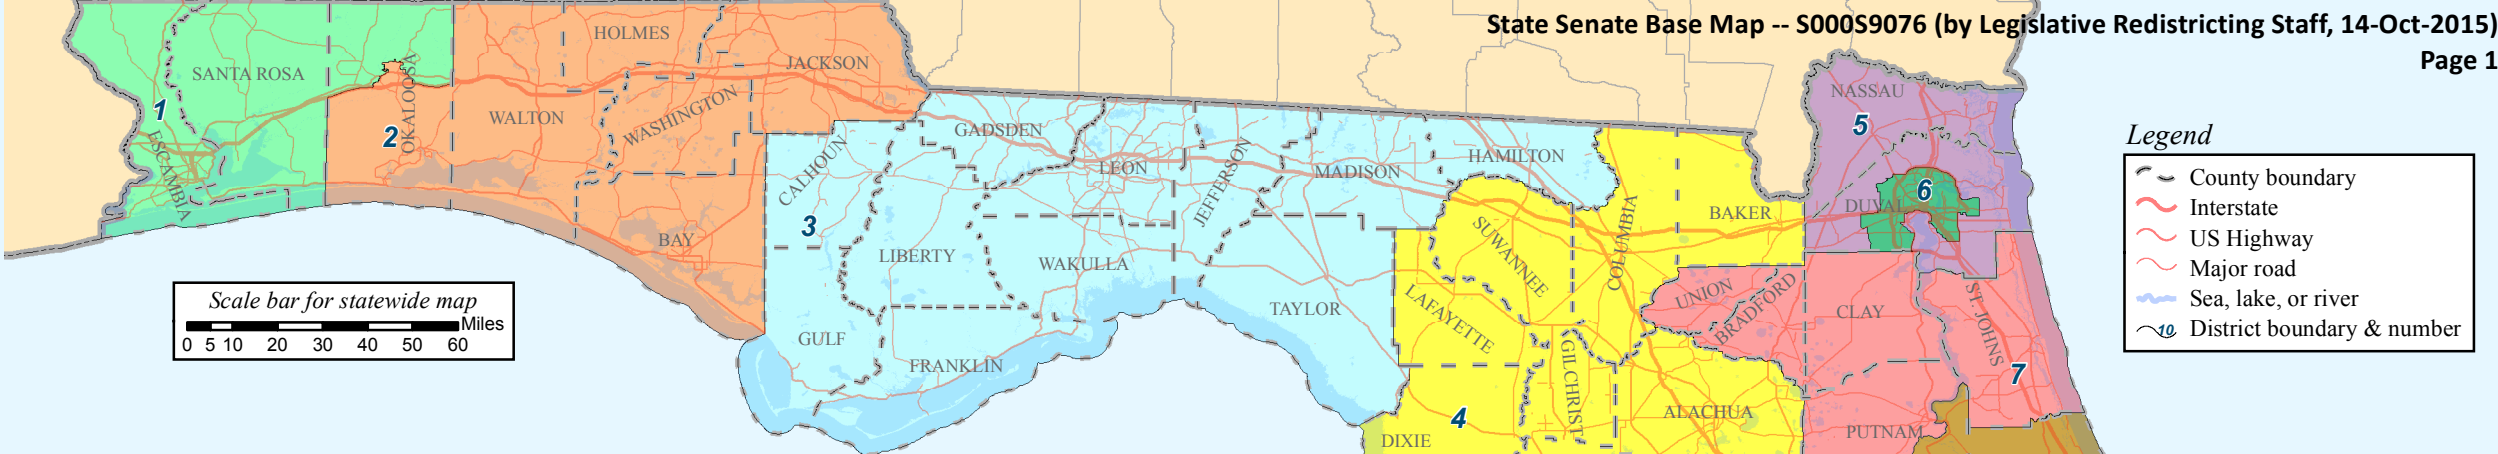 State Senate Base Map -- S000S9076 (by Legislative Redistricting Staff, 14-Oct-2015)
Page 1
HOLMES
SANTA ROSA
JACKSON
OKALOOSA
NASSAU
1
2
WALTON
WASHINGTON
GADSDEN
5
ESCAMBIA
CALHOUN
LEON
JEFFERSON
MADISON
HAMILTON
6
DUVAL
BAKER
3
BAY
LIBERTY
WAKULLA
SUWANNEE
COLUMBIA
TAYLOR
LAFAYETTE
UNION
BRADFORD
CLAY
ST. JOHNS
GULF
FRANKLIN
GILCHRIST
7
4
ALACHUA
DIXIE
PUTNAM
Scale bar for statewide map
Miles
0 5 10 20 30 40 50 60
Legend
County boundary
Interstate
US Highway
Major road
Sea, lake, or river
10 District boundary & number